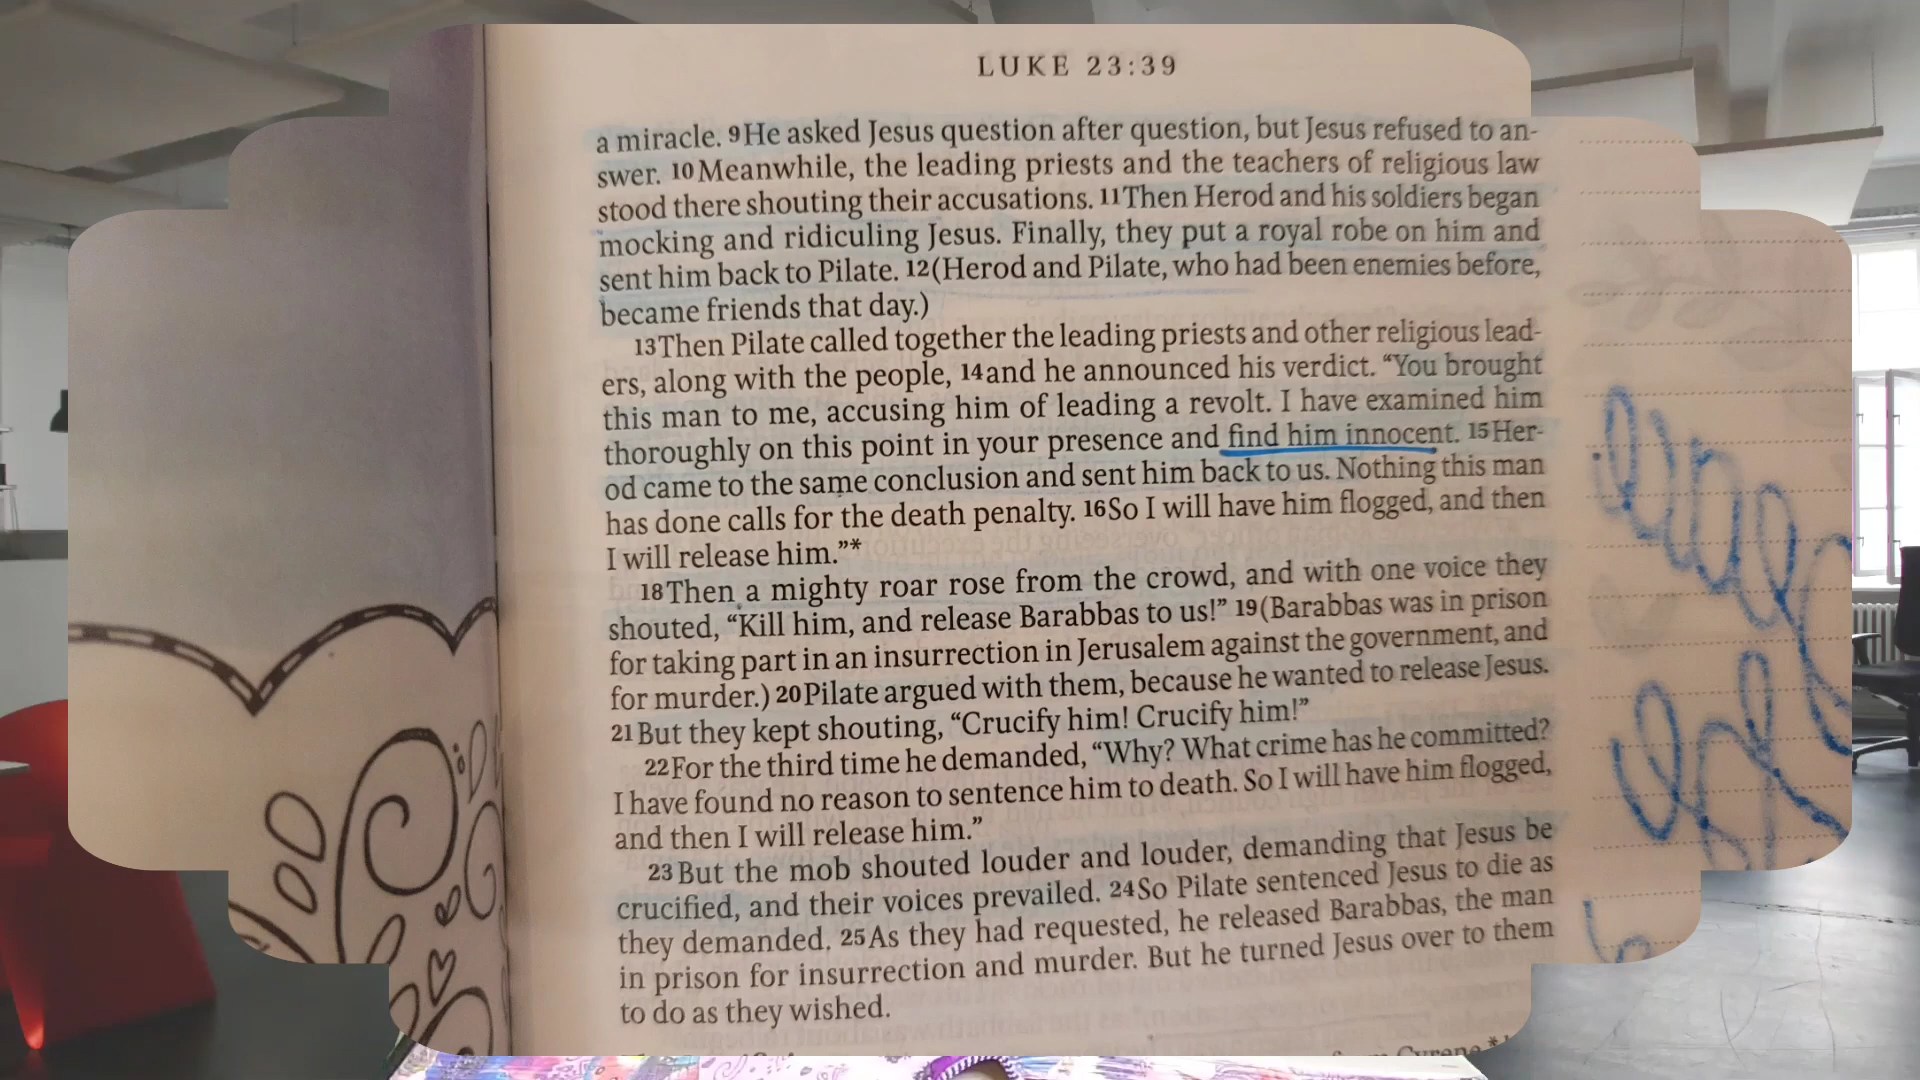 LUKE 23:39
a miracle. 9He asked Jesus question after question, but Jesus refused to an-
swer. 10Meanwhile, the leading priests and the teachers of religious law
stood there shouting their accusations. 11Then Herod and his soldiers began
mocking and ridiculing Jesus. Finally, they put a royal robe on him and
sent him back to Pilate. 12(Herod and Pilate, who had been enemies before,
became friends that day.)
13Then Pilate called together the leading priests and other religious lead-
ers, along with the people, 14and he announced his verdict. “You brought
this man to me, accusing him of leading a revolt. I have examined him
thoroughly on this point in your presence and find him innocent. 15Her-
od came to the same conclusion and sent him back to us. Nothing this man
has done calls for the death penalty. 16So I will have him flogged, and then
I will release him.”*
18Then a mighty roar rose from the crowd, and with one voice they
shouted, “Kill him, and release Barabbas to us!” 19(Barabbas was in prison
for taking part in an insurrection in Jerusalem against the government, and
for murder.) 20Pilate argued with them, because he wanted to release Jesus.
21But they kept shouting, “Crucify him! Crucify him!”
22For the third time he demanded, “Why? What crime has he committed?
I have found no reason to sentence him to death. So I will have him flogged,
and then I will release him.”
23But the mob shouted louder and louder, demanding that Jesus be
crucified, and their voices prevailed. 24So Pilate sentenced Jesus to die as
they demanded. 25As they had requested, he released Barabbas, the man
in prison for insurrection and murder. But he turned Jesus over to them
to do as they wished.
Cyrene,*